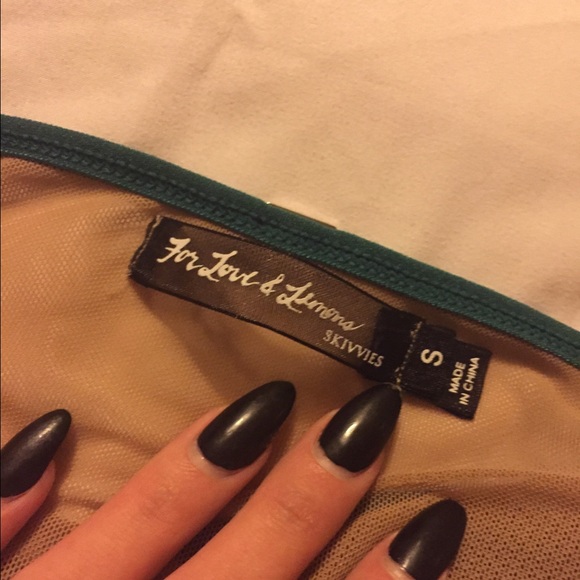 For Love & Lemons
SKIVVIES
S
MADE
IN CHINA